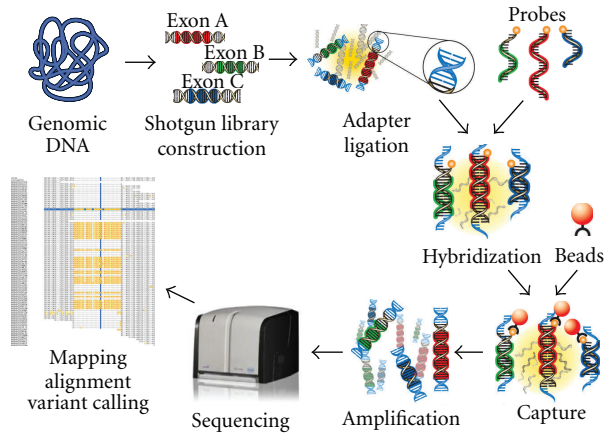 Exon A
Exon B
Exon C
Probes
Genomic
DNA
Shotgun library
construction
Adapter
ligation
Hybridization
Beads
Mapping
alignment
variant calling
Sequencing
Amplification
Capture